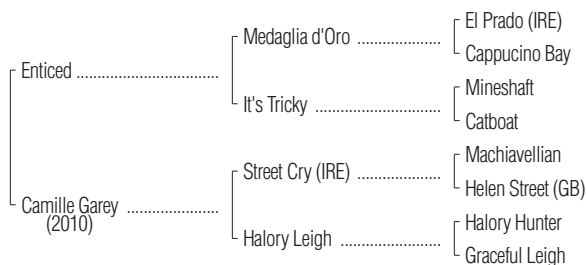 El Prado (IRE)
Medaglia d'Oro ........................
Cappucino Bay
Enticed ..........................................
Mineshaft
It's Tricky ................................
Catboat
Machiavellian
Street Cry (IRE) ........................
Helen Street (GB)
Camille Garey ...........................
(2010)
Halory Hunter
Halory Leigh ...........................
Graceful Leigh